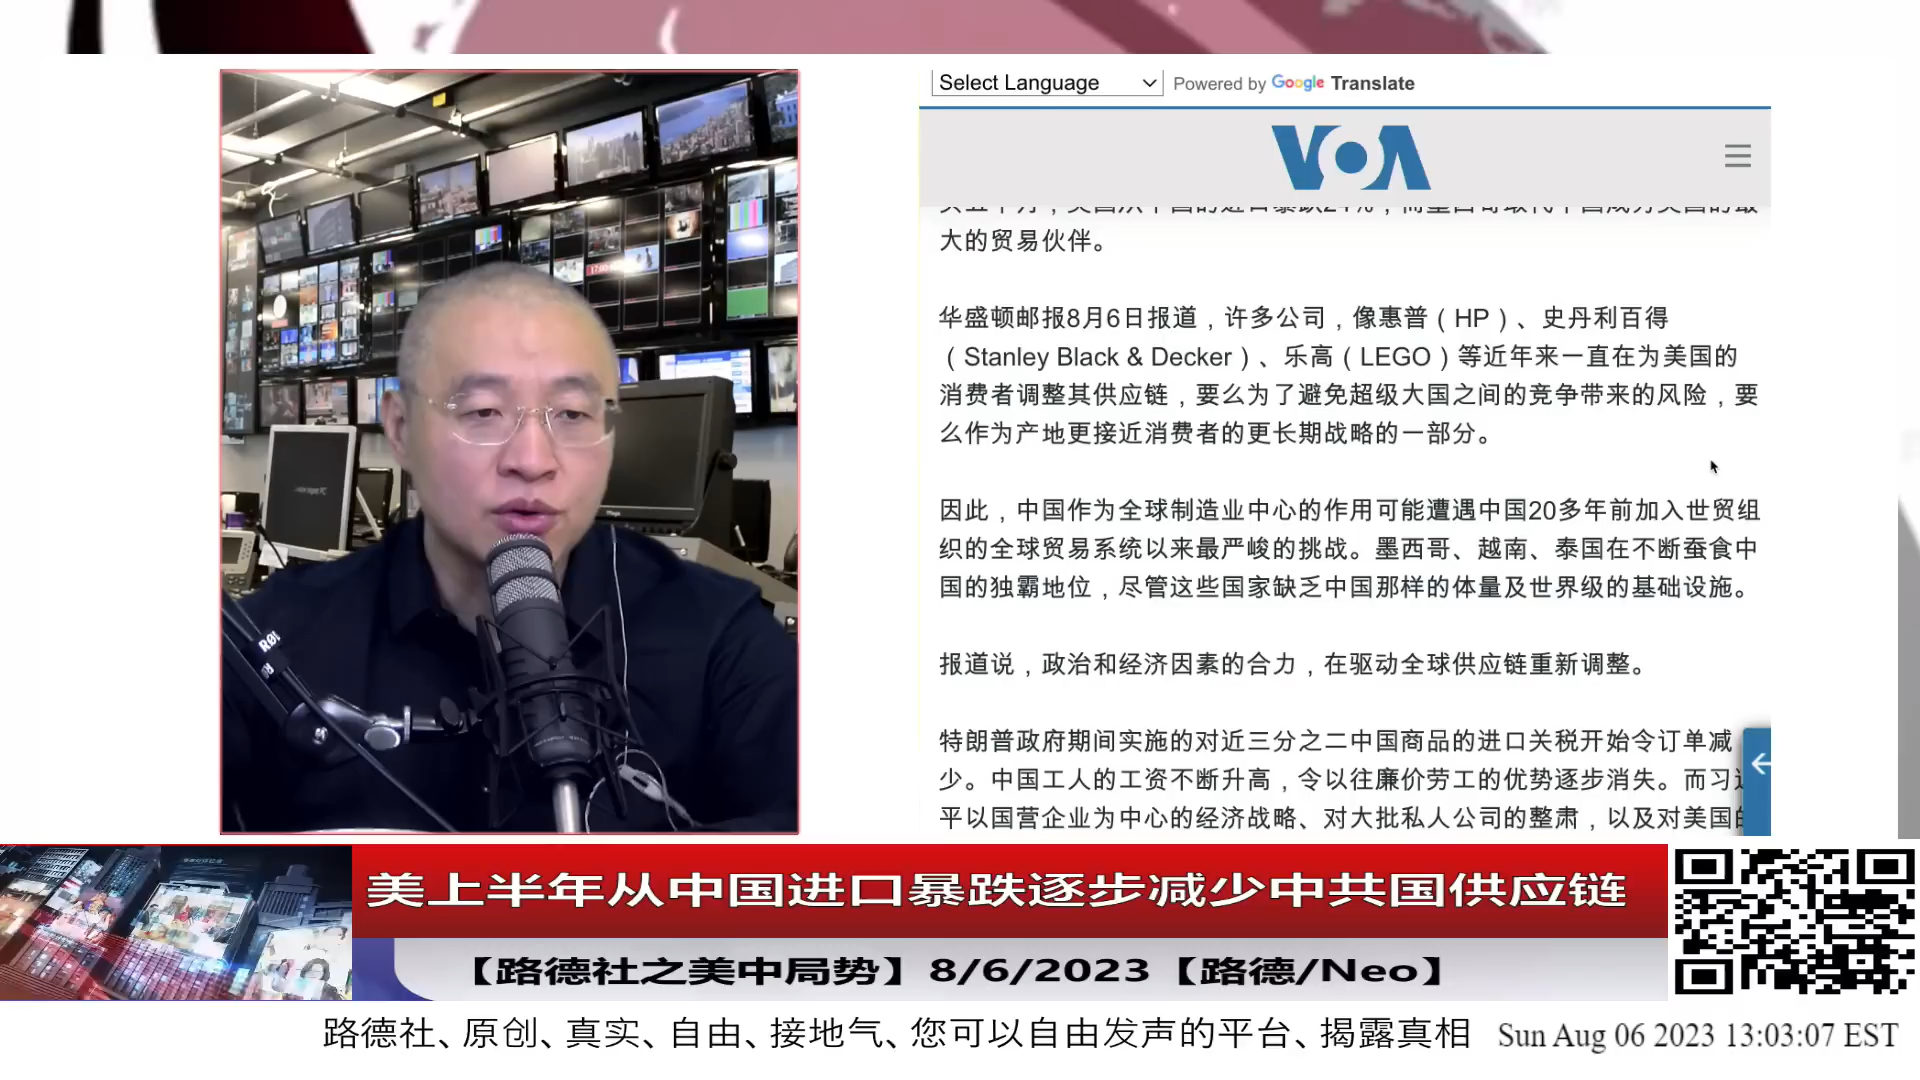 Select Language
Powered by Google Translate
VOA
大的贸易伙伴。
华盛顿邮报8月6日报道，许多公司，像惠普（HP）、史丹利百得
（Stanley Black & Decker）、乐高（LEGO）等近年来一直在为美国的
消费者调整其供应链，要么为了避免超级大国之间的竞争带来的风险，要
么作为产地更接近消费者的更长期战略的一部分。
因此，中国作为全球制造业中心的作用可能遭遇中国20多年前加入世贸组
织的全球贸易系统以来最严峻的挑战。墨西哥、越南、泰国在不断蚕食中
国的独霸地位，尽管这些国家缺乏中国那样的体量及世界级的基础设施。
报道说，政治和经济因素的合力，在驱动全球供应链重新调整。
特朗普政府期间实施的对近三分之二中国商品的进口关税开始令订单减
少。中国工人的工资不断升高，令以往廉价劳工的优势逐步消失。而习
平以国营企业为中心的经济战略、对大批私人公司的整肃，以及对美国
美上半年从中国进口暴跌逐步减少中共国供应链
【路德社之美中局势】8/6/2023【路德/Neo】
路德社、原创、真实、自由、接地气、您可以自由发声的平台、揭露真相
Sun Aug 06 2023 13:03:07 EST